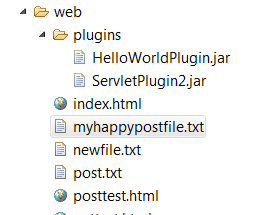 web
plugins
HelloWorldPlugin.jar
ServletPlugin2.jar
index.html
myhappypostfile.txt
newfile.txt
post.txt
posttest.html